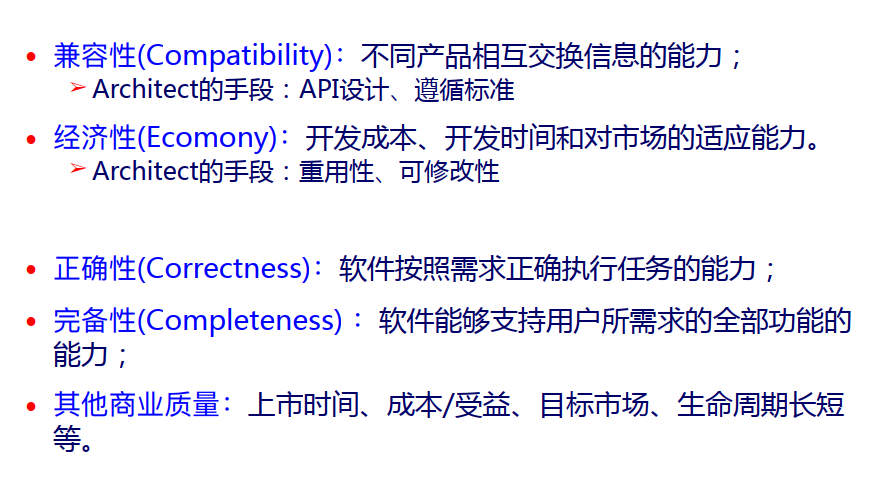 • 兼容性(Compatibility)：不同产品相互交换信息的能力；
➢ Architect的手段：API设计、遵循标准
• 经济性(Ecomony)：开发成本、开发时间和对市场的适应能力。
➢ Architect的手段：重用性、可修改性
• 正确性(Correctness)：软件按照需求正确执行任务的能力；
• 完备性(Completeness) ：软件能够支持用户所需求的全部功能的
能力；
• 其他商业质量：上市时间、成本/受益、目标市场、生命周期长短
等。